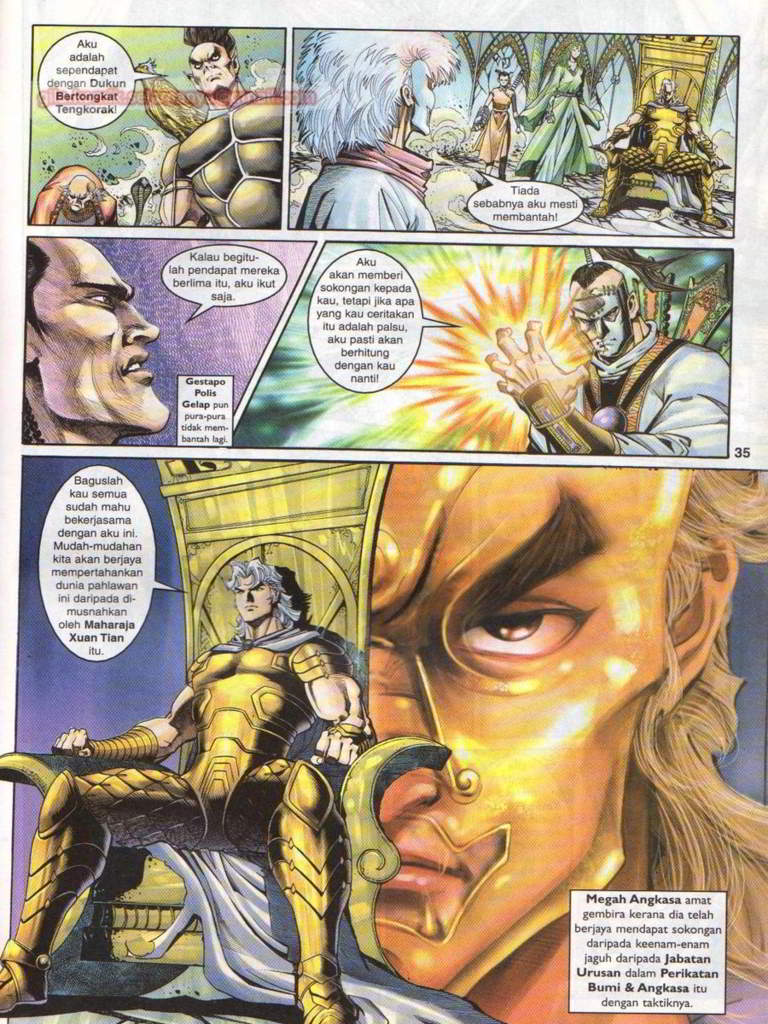 Aku
adalah
sependapat
dengan Dukun
Bertongkat
Tengkorak!
Tiada
sebabnya aku mesti
membantah!
Kalau begitu-
lah pendapat mereka
berlima itu, aku ikut
saja.
Gestapo
Polis
Gelap pun
pura-pura
tidak mem-
bantah lagi.
Aku
akan memberi
sokongan kepada
kau, tetapi jika apa
yang kau ceritakan
itu adalah palsu,
aku pasti akan
berhitung
dengan kau
nanti!
35
Baguslah
kau semua
sudah mahu
bekerjasama
dengan aku ini.
Mudah-mudahan
kita akan berjaya
mempertahankan
dunia pahlawan
ini daripada di-
musnahkan
oleh Maharaja
Xuan Tian
itu.
Megah Angkasa amat
gembira kerana dia telah
berjaya mendapat sokongan
daripada keenam-enam
jaguh daripada Jabatan
Urusan dalam Perikatan
Bumi & Angkasa itu
dengan taktiknya.